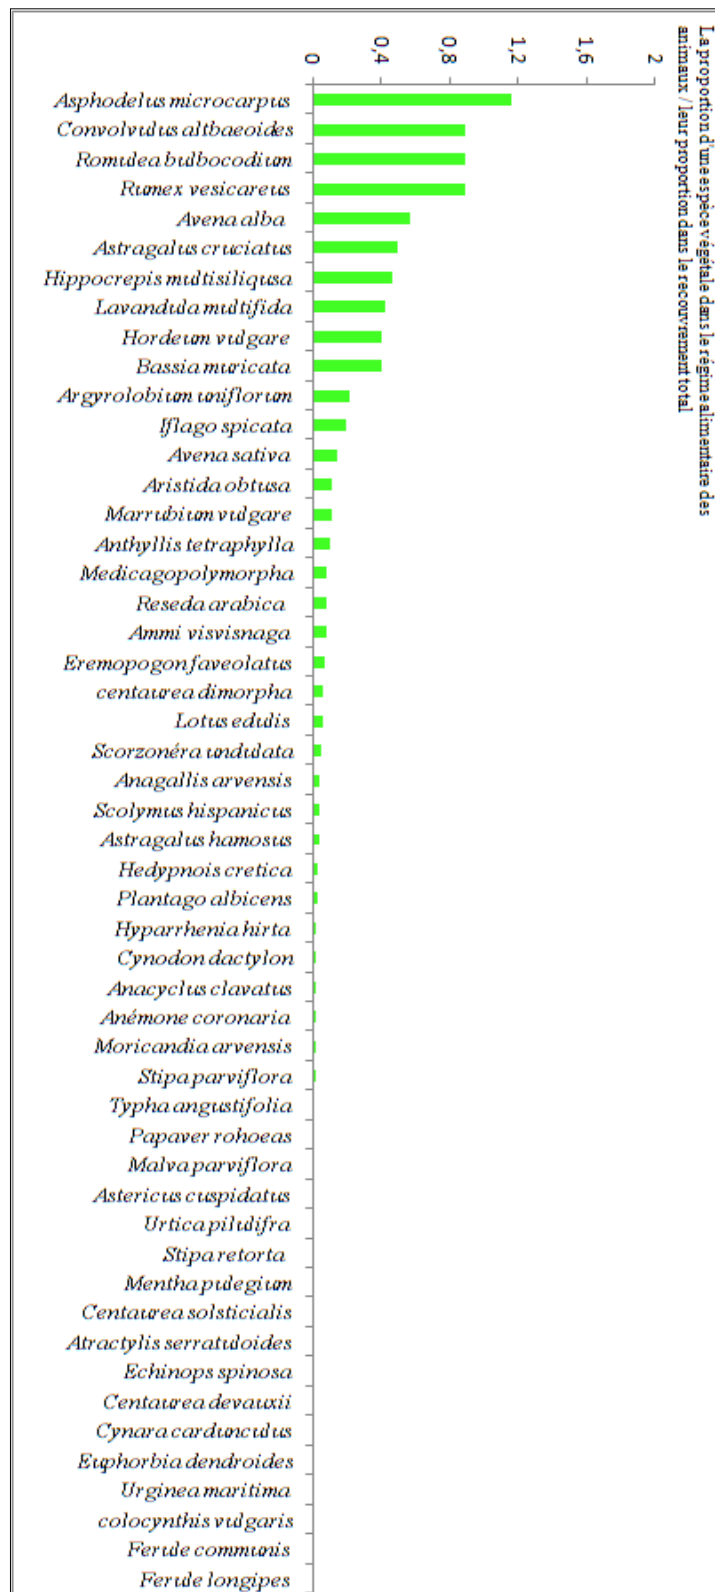 La proportion d'une espèce végétale dans le régime alimentaire des
animaux / leur proportion dans le recouvrement total
0
0,4
0,8
1,2
1,6
2
Asphodelus microcarpus
Convolvulus altbaeoides
Romulea bulbocodium
Rumex vesicareus
Avena alba
Astragalus cruciatus
Hippocrepis multisiliqusa
Lavandula multifida
Hordeum vulgare
Bassia muricata
Argyrolobium uniflorum
Iflago spicata
Avena sativa
Aristida obtusa
Marrubium vulgare
Anthyllis tetraphylla
Medicagopolymorpha
Reseda arabica
Ammi visvisnaga
Eremopogon faveolatus
centaurea dimorpha
Lotus edulis
Scorzonéra undulata
Anagallis arvensis
Scolymus hispanicus
Astragalus hamosus
Hedypnois cretica
Plantago albicens
Hyparrhenia hirta
Cynodon dactylon
Anacyclus clavatus
Anémone coronaria
Moricandia arvensis
Stipa parviflora
Typha angustifolia
Papaver rohoeas
Malva parviflora
Astericus cuspidatus
Urtica pilulifra
Stipa retorta
Mentha pulegium
Centaurea solsticialis
Atractylis serratuloides
Echinops spinosa
Centaurea devauxii
Cynara cardunculus
Euphorbia dendroides
Urginea maritima
colocynthis vulgaris
Ferule communis
Ferule longipes